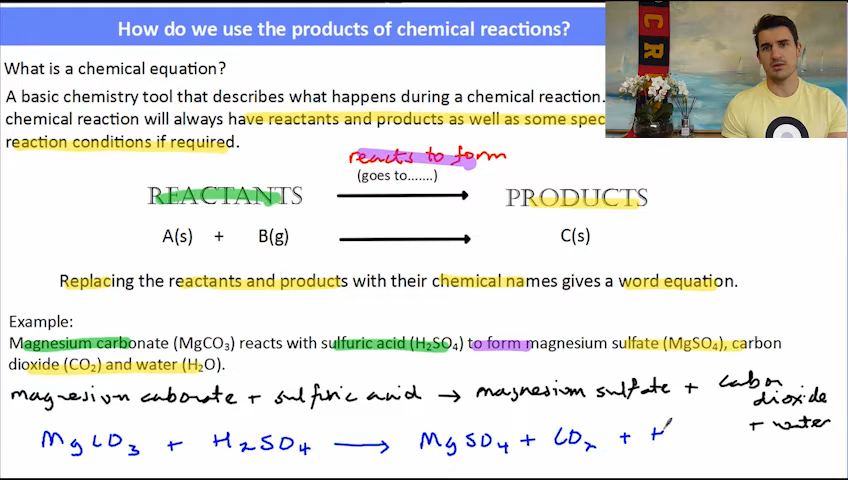 How do we use the products of chemical reactions?
What is a chemical equation?
A basic chemistry tool that describes what happens during a chemical reaction.
chemical reaction will always have reactants and products as well as some spec
reaction conditions if required.
reacts to form
(goes to.......)
REACTANTS → PRODUCTS
A(s) + B(g) → C(s)
Replacing the reactants and products with their chemical names gives a word equation.
Example:
Magnesium carbonate (MgCO₃) reacts with sulfuric acid (H₂SO₄) to form magnesium sulfate (MgSO₄), carbon
dioxide (CO₂) and water (H₂O).
magnesium carbonate + sulfuric acid → magnesium sulfate + carbon
dioxide
+ water
MgCO₃ + H₂SO₄ → MgSO₄ + CO₂ + H